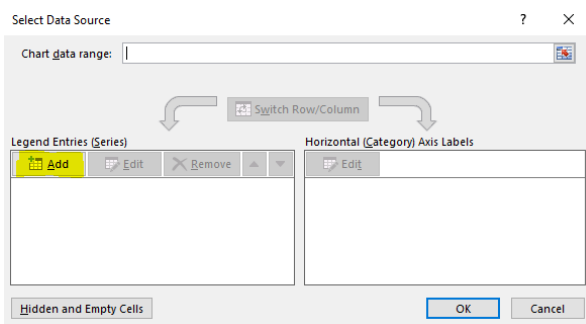 Select Data Source ? ×
Chart data range:
Switch Row/Column
Legend Entries (Series) Horizontal (Category) Axis Labels
Add Edit Remove Edit
Hidden and Empty Cells OK Cancel